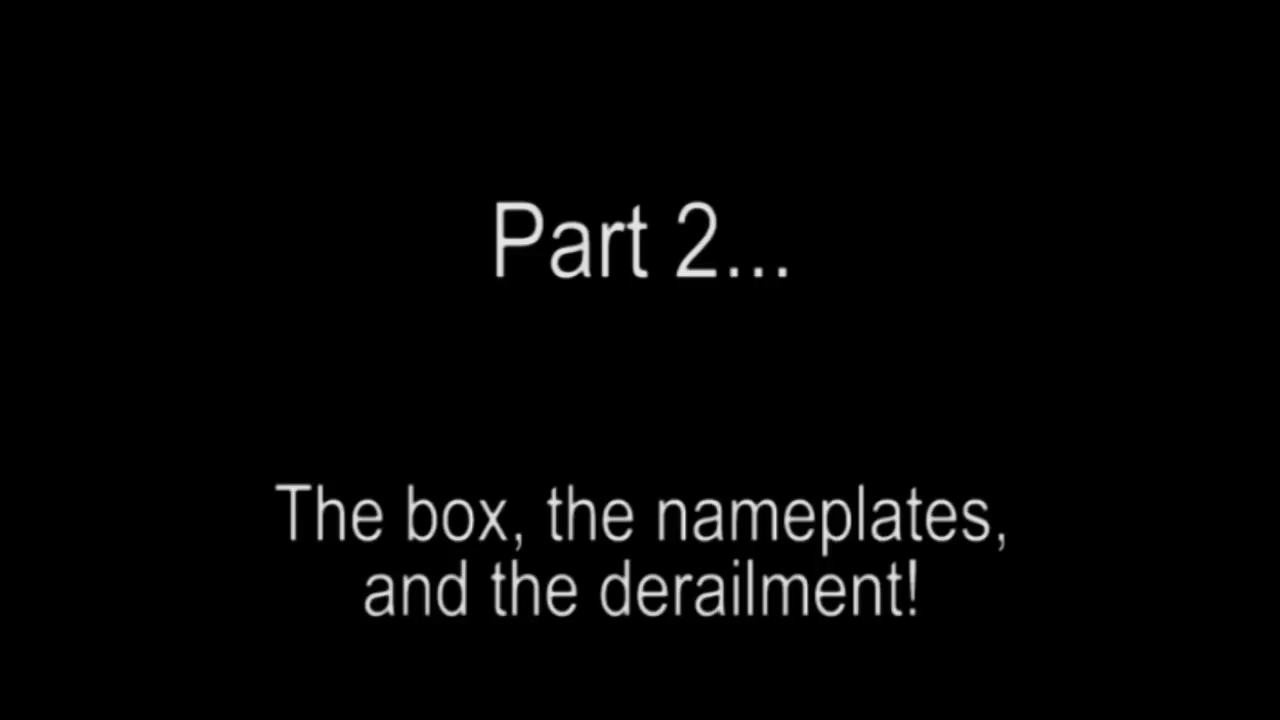 Part 2...
The box, the nameplates,
and the derailment!